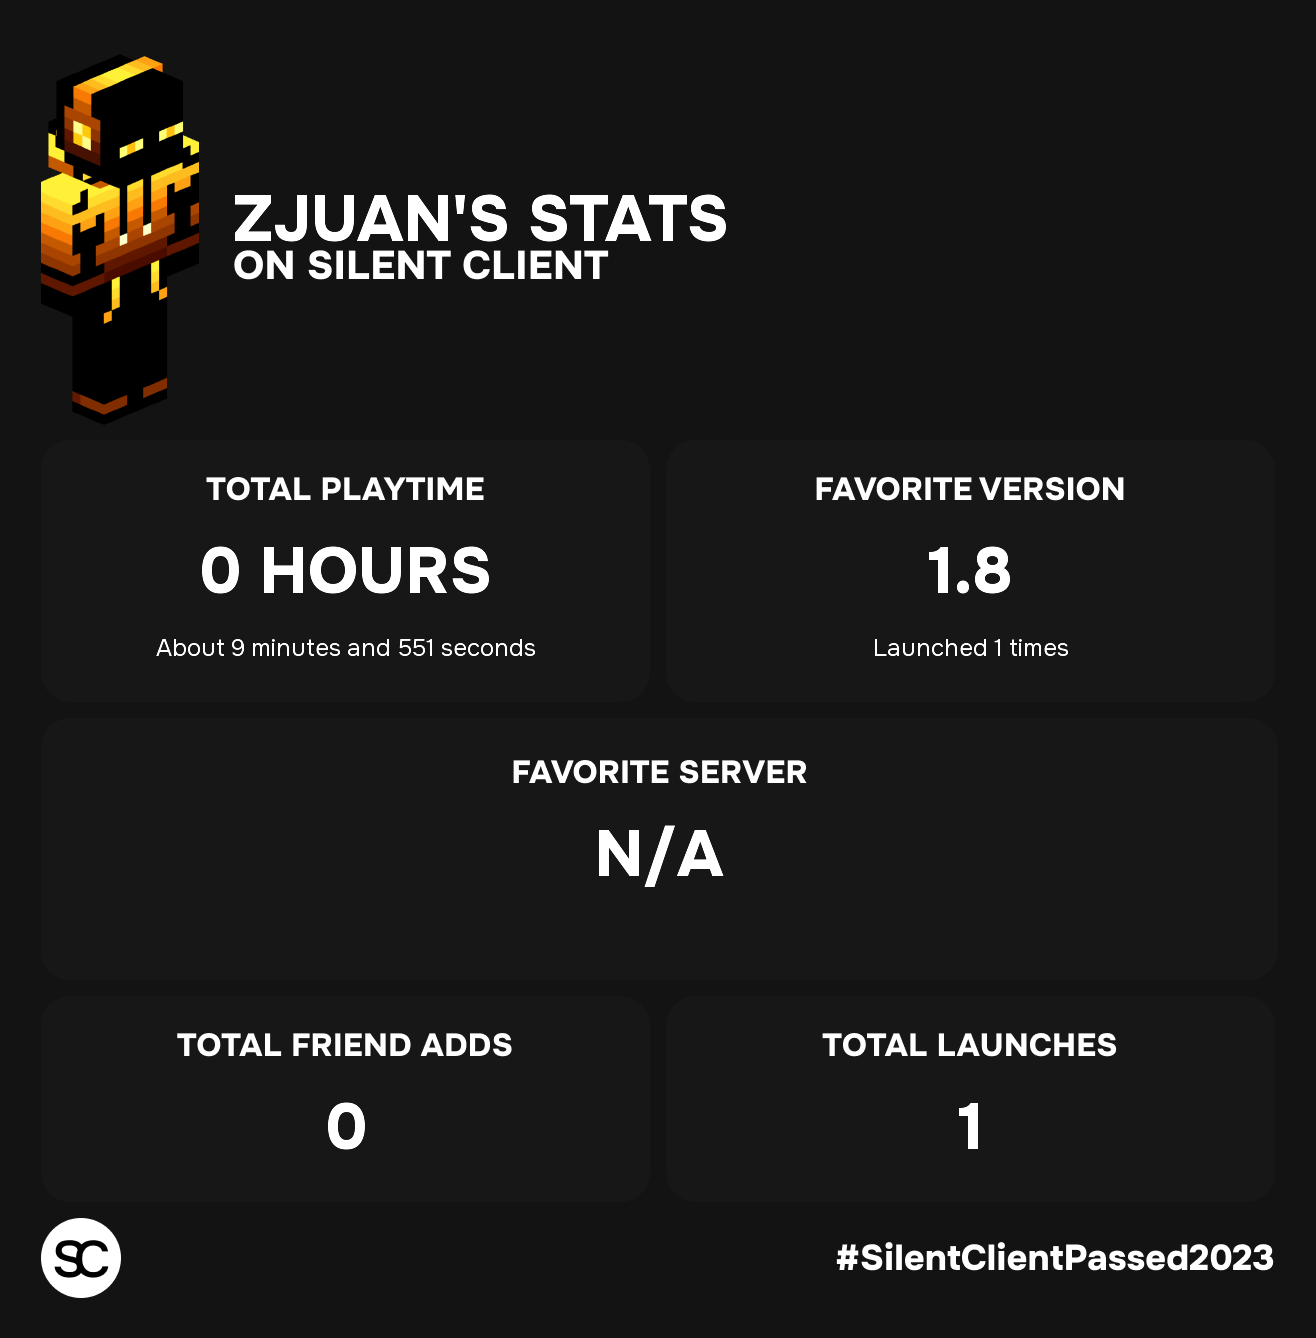 ZJUAN'S STATS
ON SILENT CLIENT
TOTAL PLAYTIME
0 HOURS
About 9 minutes and 551 seconds
FAVORITE VERSION
1.8
Launched 1 times
FAVORITE SERVER
N/A
TOTAL FRIEND ADDS
0
TOTAL LAUNCHES
1
SC
#SilentClientPassed2023